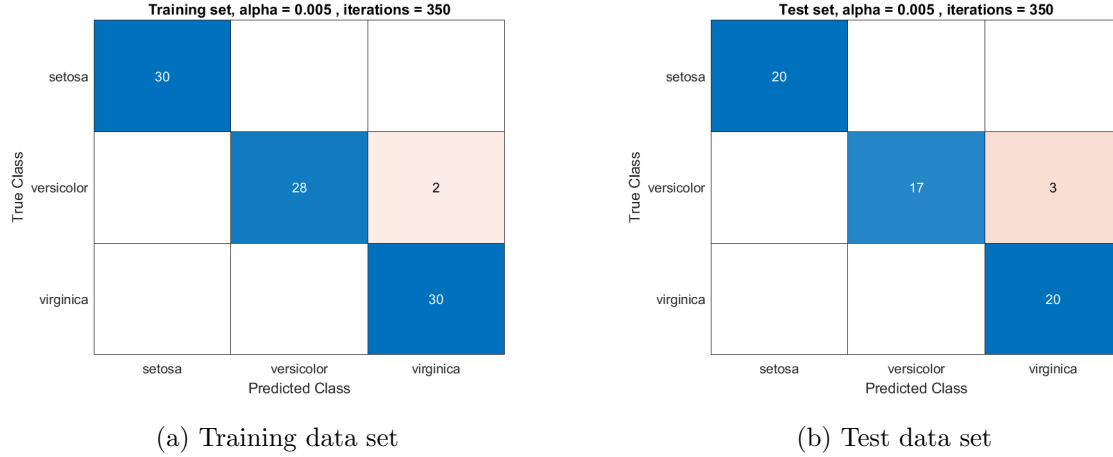 Training set, alpha = 0.005 , iterations = 350
True Class
setosa
30
versicolor
28
2
virginica
30
setosa
versicolor
virginica
Predicted Class
(a) Training data set
Test set, alpha = 0.005 , iterations = 350
True Class
setosa
20
versicolor
17
3
virginica
20
setosa
versicolor
virginica
Predicted Class
(b) Test data set